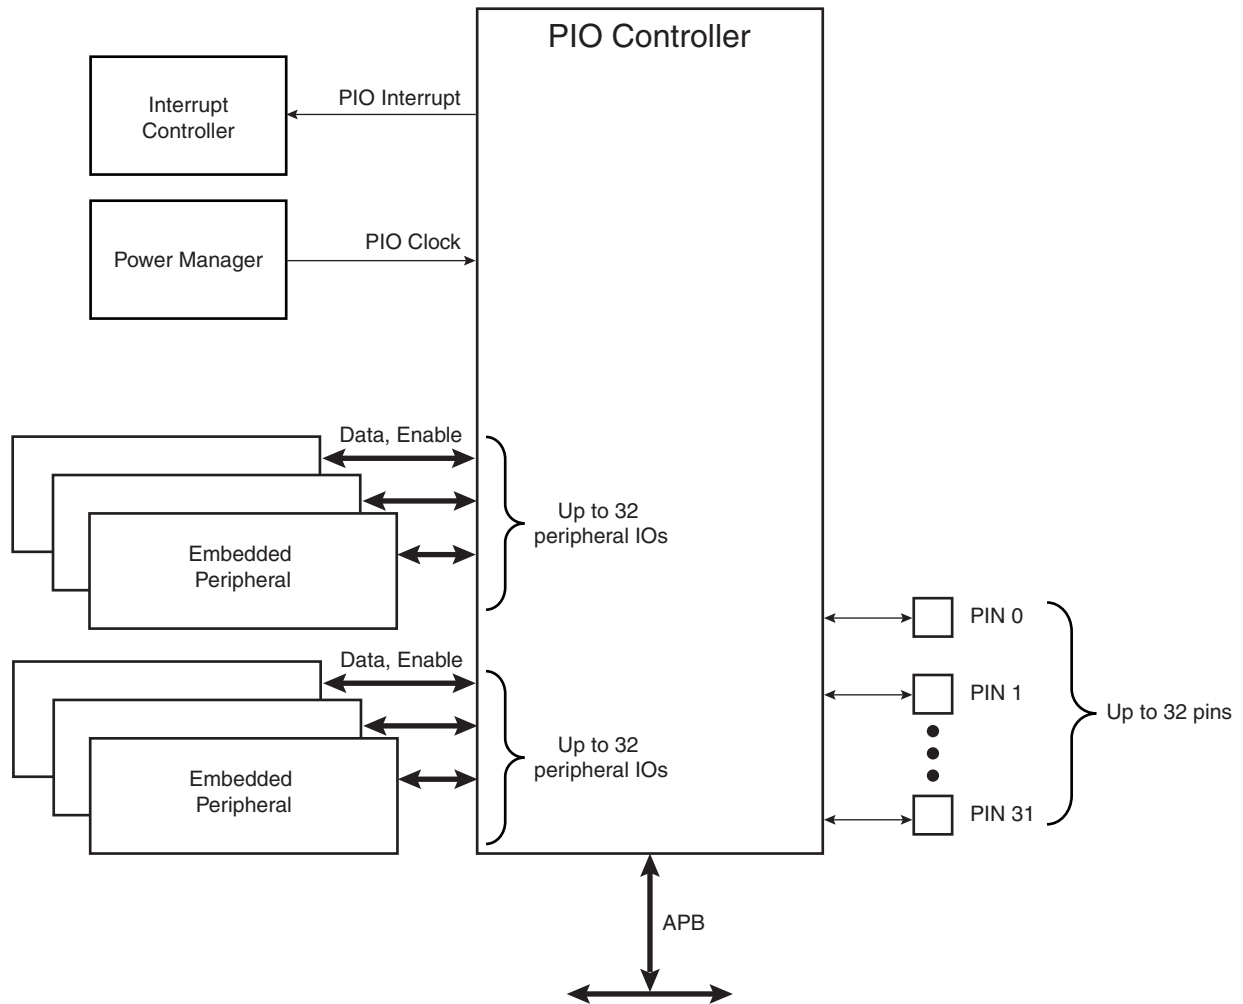 PIO Controller
PIO Interrupt
Interrupt
Controller
PIO Clock
Power Manager
Data, Enable
Up to 32
peripheral IOs
Embedded
Peripheral
PIN 0
Data, Enable
PIN 1
Up to 32 pins
Up to 32
peripheral IOs
Embedded
Peripheral
PIN 31
APB